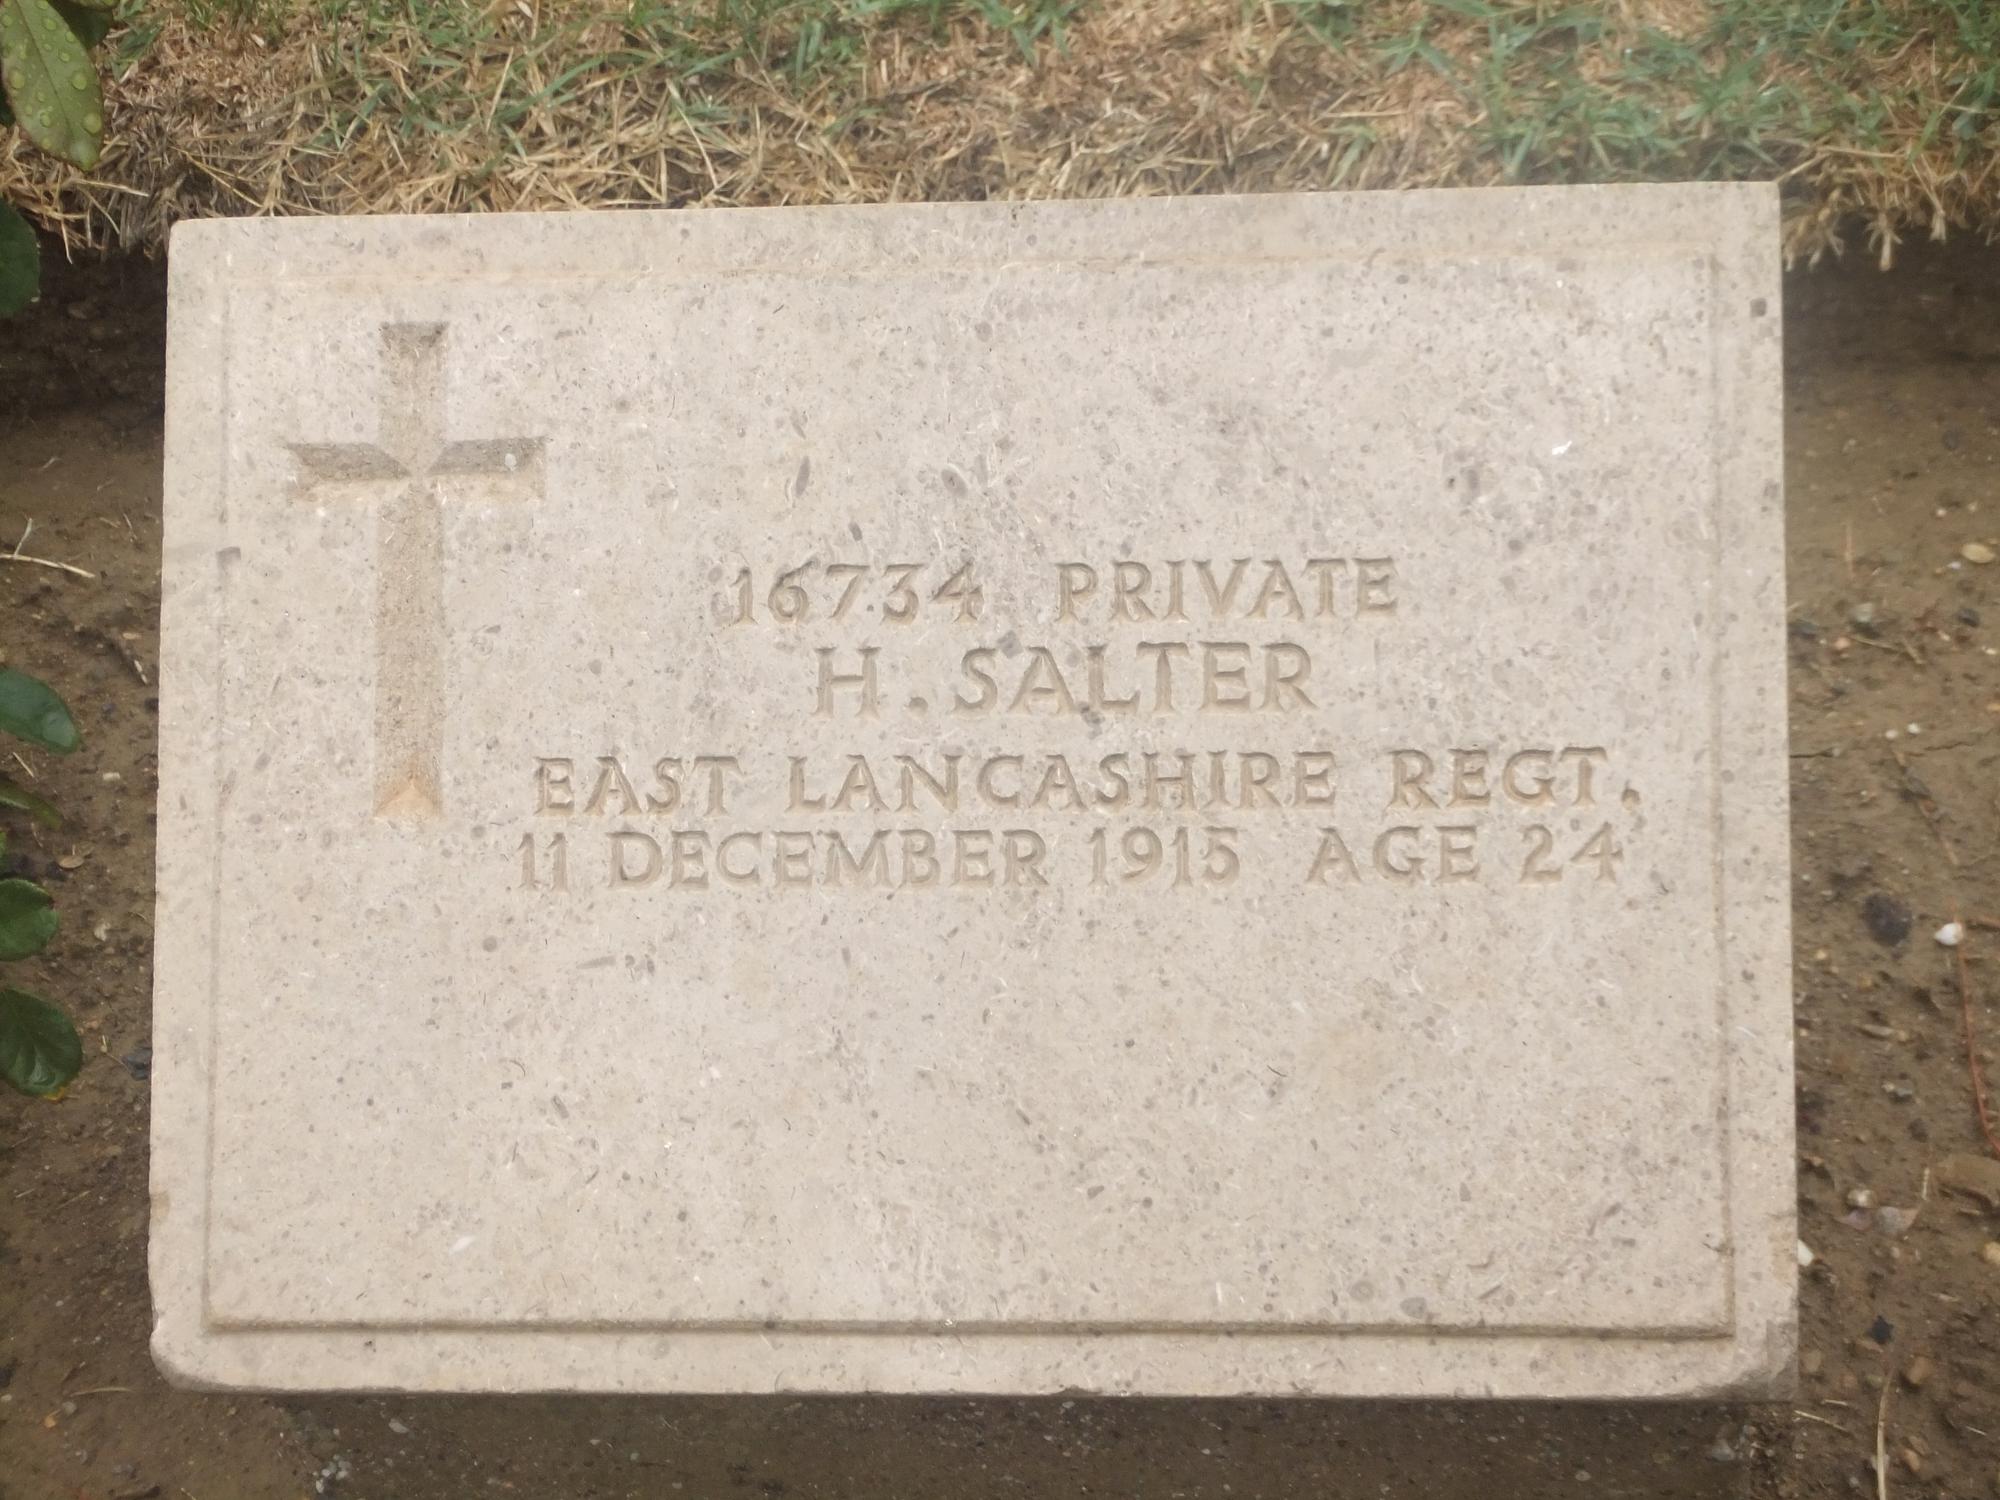 16734 PRIVATE
H. SALTER
EAST LANCASHIRE REGT.
11 DECEMBER 1915 AGE 24